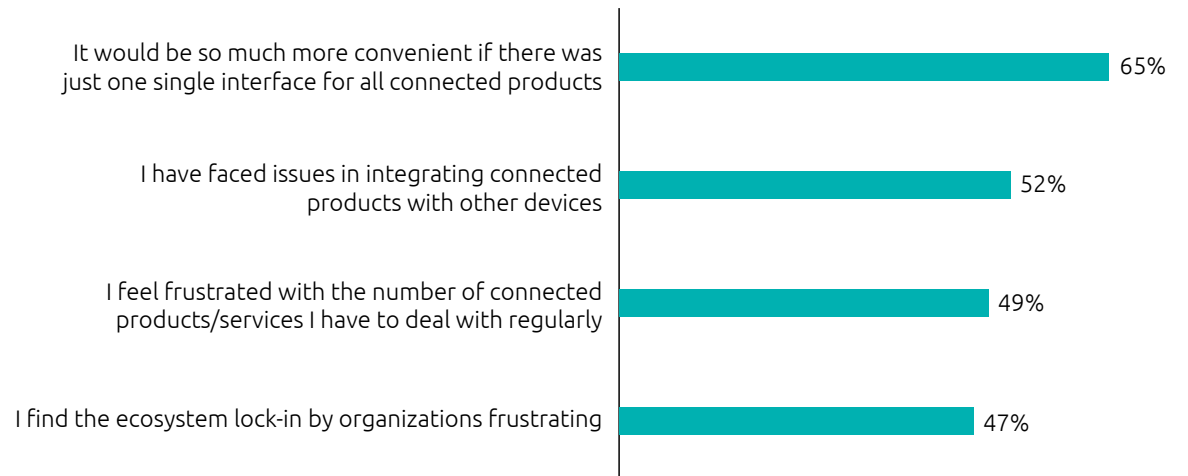 It would be so much more convenient if there was
just one single interface for all connected products
65%
I have faced issues in integrating connected
products with other devices
52%
I feel frustrated with the number of connected
products/services I have to deal with regularly
49%
I find the ecosystem lock-in by organizations frustrating
47%